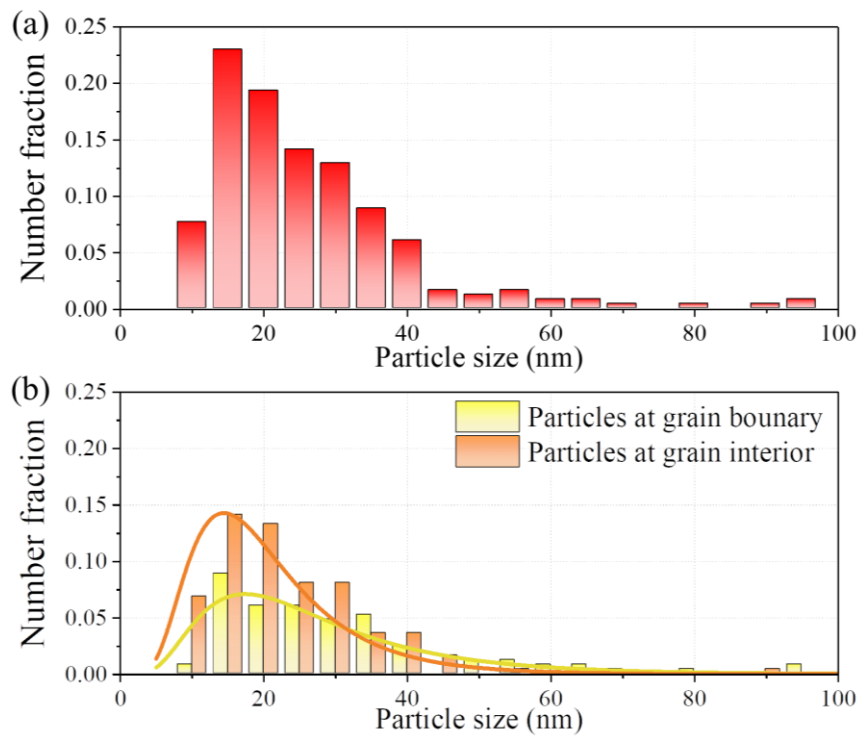 (a)
0.25
0.20
0.15
0.10
0.05
0.00
Number fraction
0 20 40 60 80 100
Particle size (nm)
(b)
0.25
0.20
0.15
0.10
0.05
0.00
Number fraction
Particles at grain bounary
Particles at grain interior
0 20 40 60 80 100
Particle size (nm)